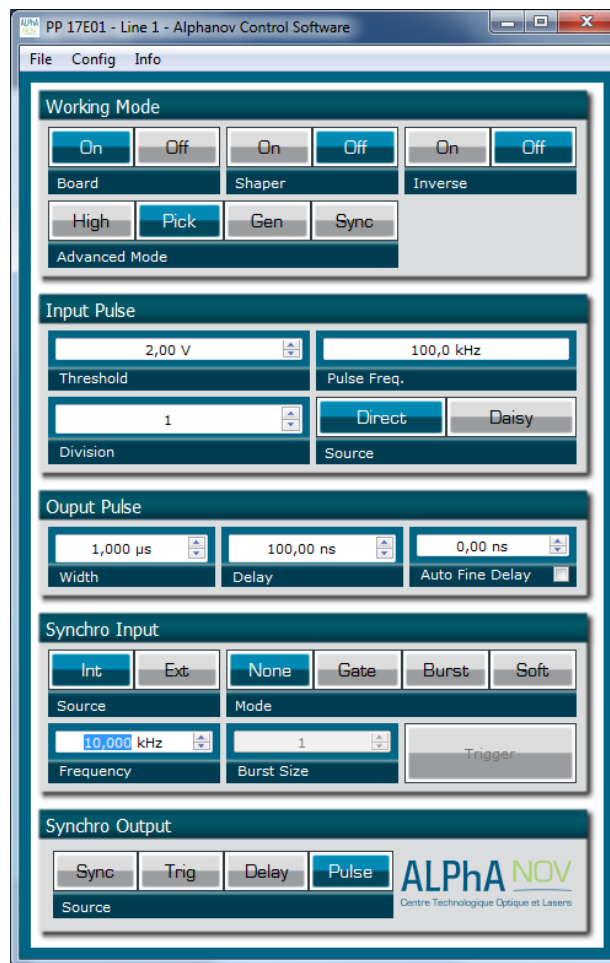 PP 17E01 - Line 1 - Alphanov Control Software
File Config Info
Working Mode
On Off On Off On Off
Board Shaper Inverse
High Pick Gen Sync
Advanced Mode
Input Pulse
2,00 V 100,0 kHz
Threshold Pulse Freq.
1 Direct Daisy
Division Source
Ouput Pulse
1,000 µs 100,00 ns 0,00 ns
Width Delay Auto Fine Delay
Synchro Input
Int Ext None Gate Burst Soft
Source Mode
10,000 kHz 1 Trigger
Frequency Burst Size
Synchro Output
Sync Trig Delay Pulse ALPhA NOV
Source Centre Technologique Optique et Lasers